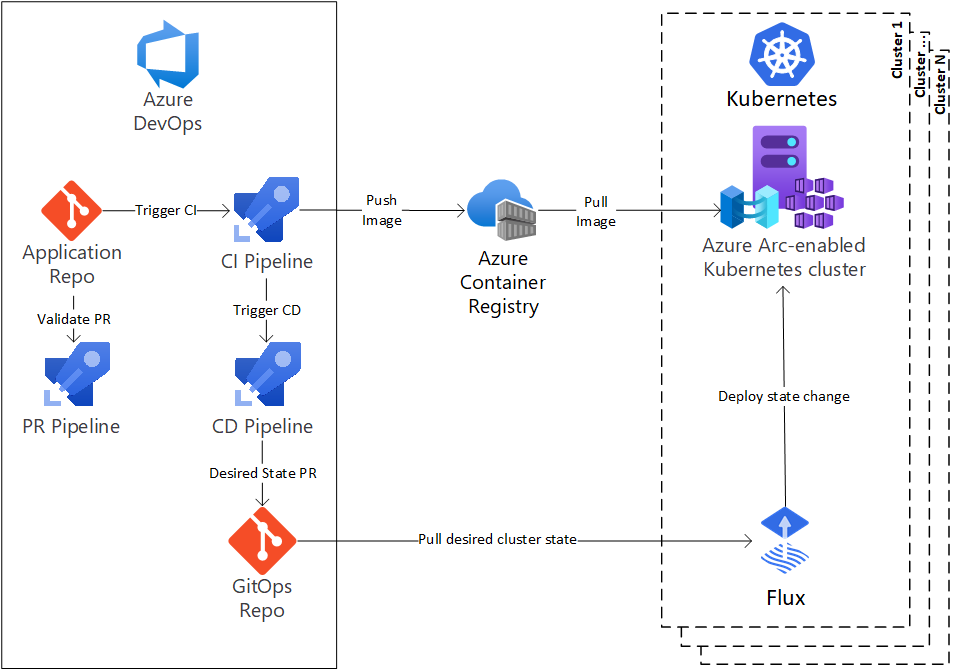 Azure
DevOps
Application
Repo
Trigger CI
CI Pipeline
Validate PR
PR Pipeline
Trigger CD
CD Pipeline
Desired State PR
GitOps
Repo
Push
Image
Azure
Container
Registry
Pull
Image
Pull desired cluster state
Cluster 1
Cluster ...
Cluster N
Kubernetes
Azure Arc-enabled
Kubernetes cluster
Deploy state change
Flux